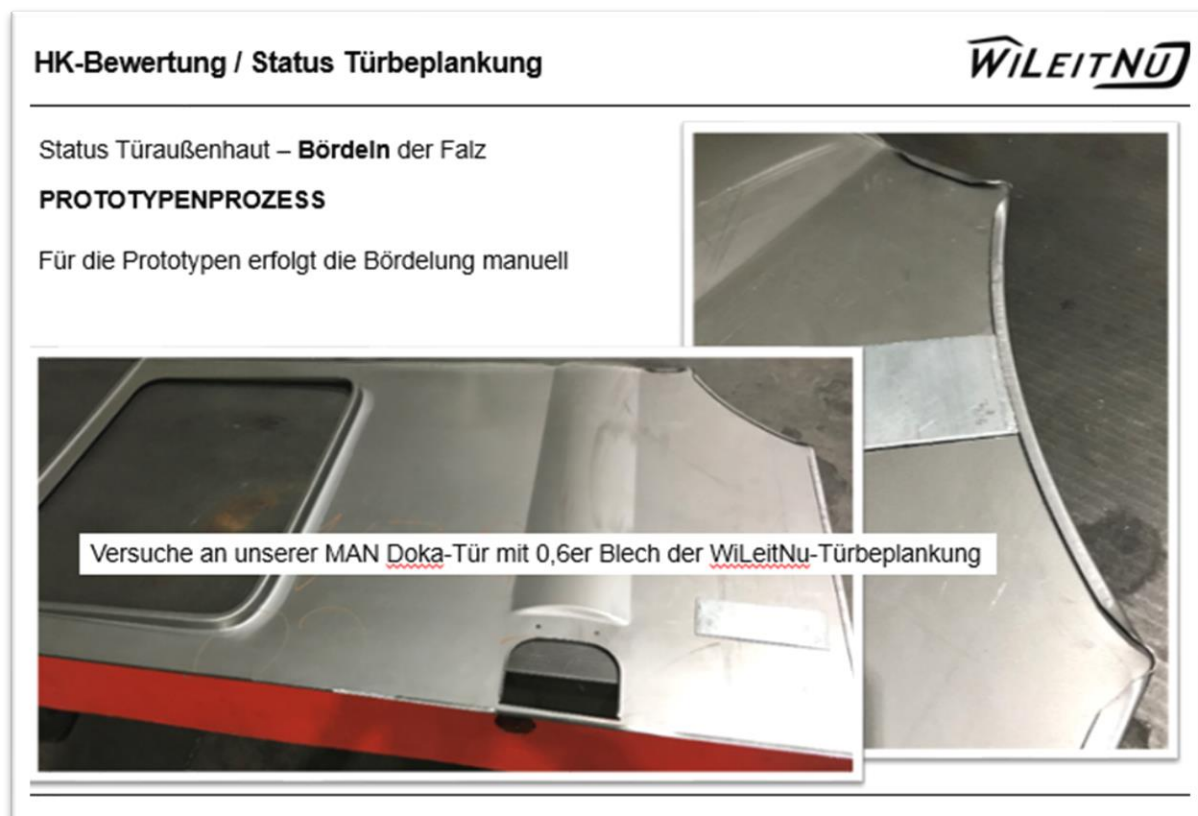 HK-Bewertung / Status Türbeplankung
WiLEITNU
Status Türaußenhaut – Bördeln der Falz
PROTOTYPENPROZESS
Für die Prototypen erfolgt die Bördelung manuell
Versuche an unserer MAN Doka-Tür mit 0,6er Blech der WiLeitNu-Türbeplankung